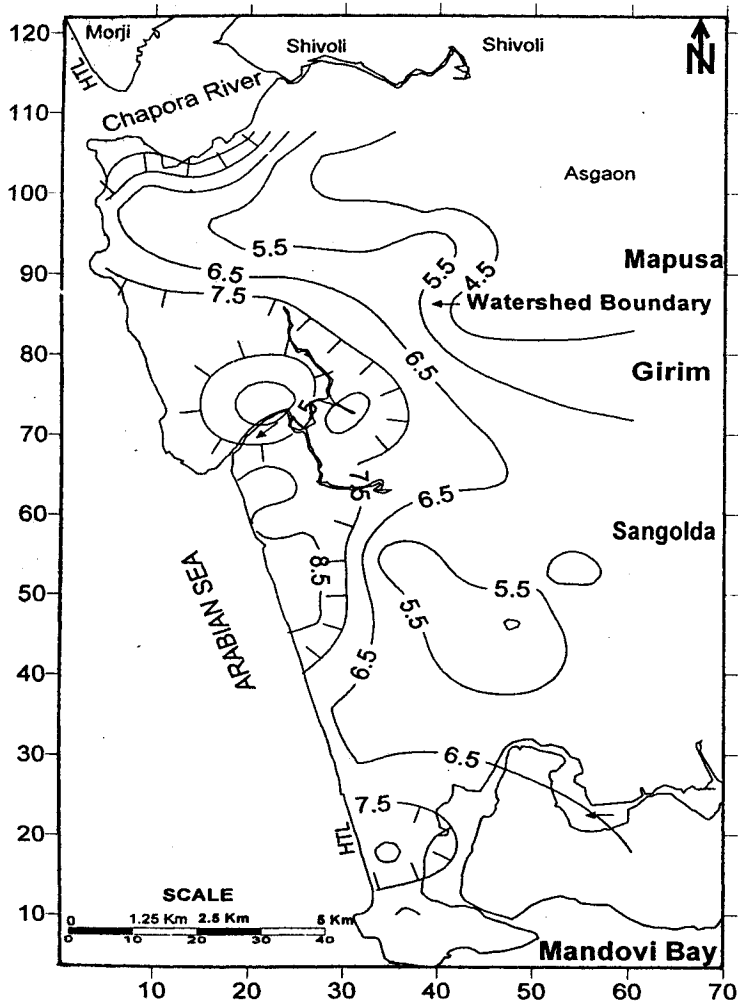 120
110
100
90
80
70
60
50
40
30
20
10
Morji
HTL
Shivoli
Shivoli
N
Chapora River
Asgaon
5.5
6.5
7.5
5.5
4.5
Mapusa
Watershed Boundary
6.5
Girim
7.5
6.5
Sangolda
8.5
5.5
5.5
ARABIAN SEA
6.5
6.5
7.5
HTL
SCALE
0 1.25 Km 2.5 Km 5 Km
0 10 20 30 40
Mandovi Bay
10 20 30 40 50 60 70